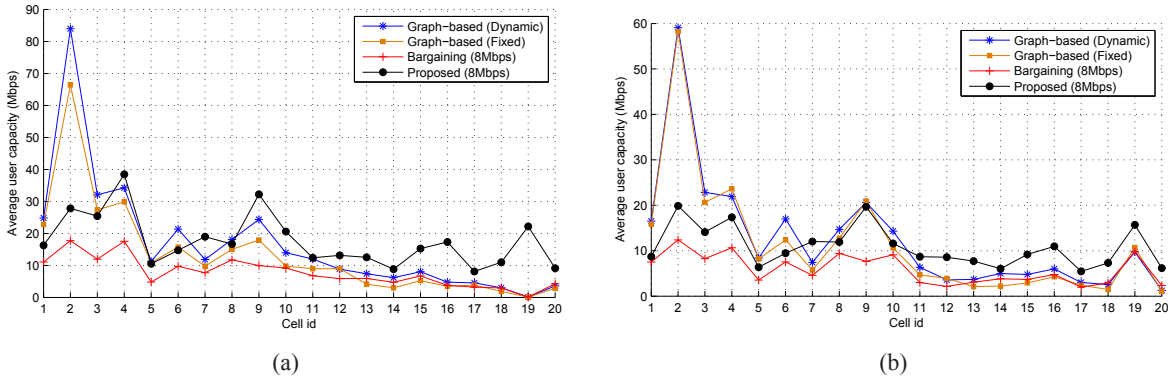 90
80
70
60
50
40
30
20
10
0
Average user capacity (Mbps)
Graph-based (Dynamic)
Graph-based (Fixed)
Bargaining (8Mbps)
Proposed (8Mbps)
1 2 3 4 5 6 7 8 9 10 11 12 13 14 15 16 17 18 19 20
Cell id
(a)
60
50
40
30
20
10
0
Average user capacity (Mbps)
Graph-based (Dynamic)
Graph-based (Fixed)
Bargaining (8Mbps)
Proposed (8Mbps)
1 2 3 4 5 6 7 8 9 10 11 12 13 14 15 16 17 18 19 20
Cell id
(b)